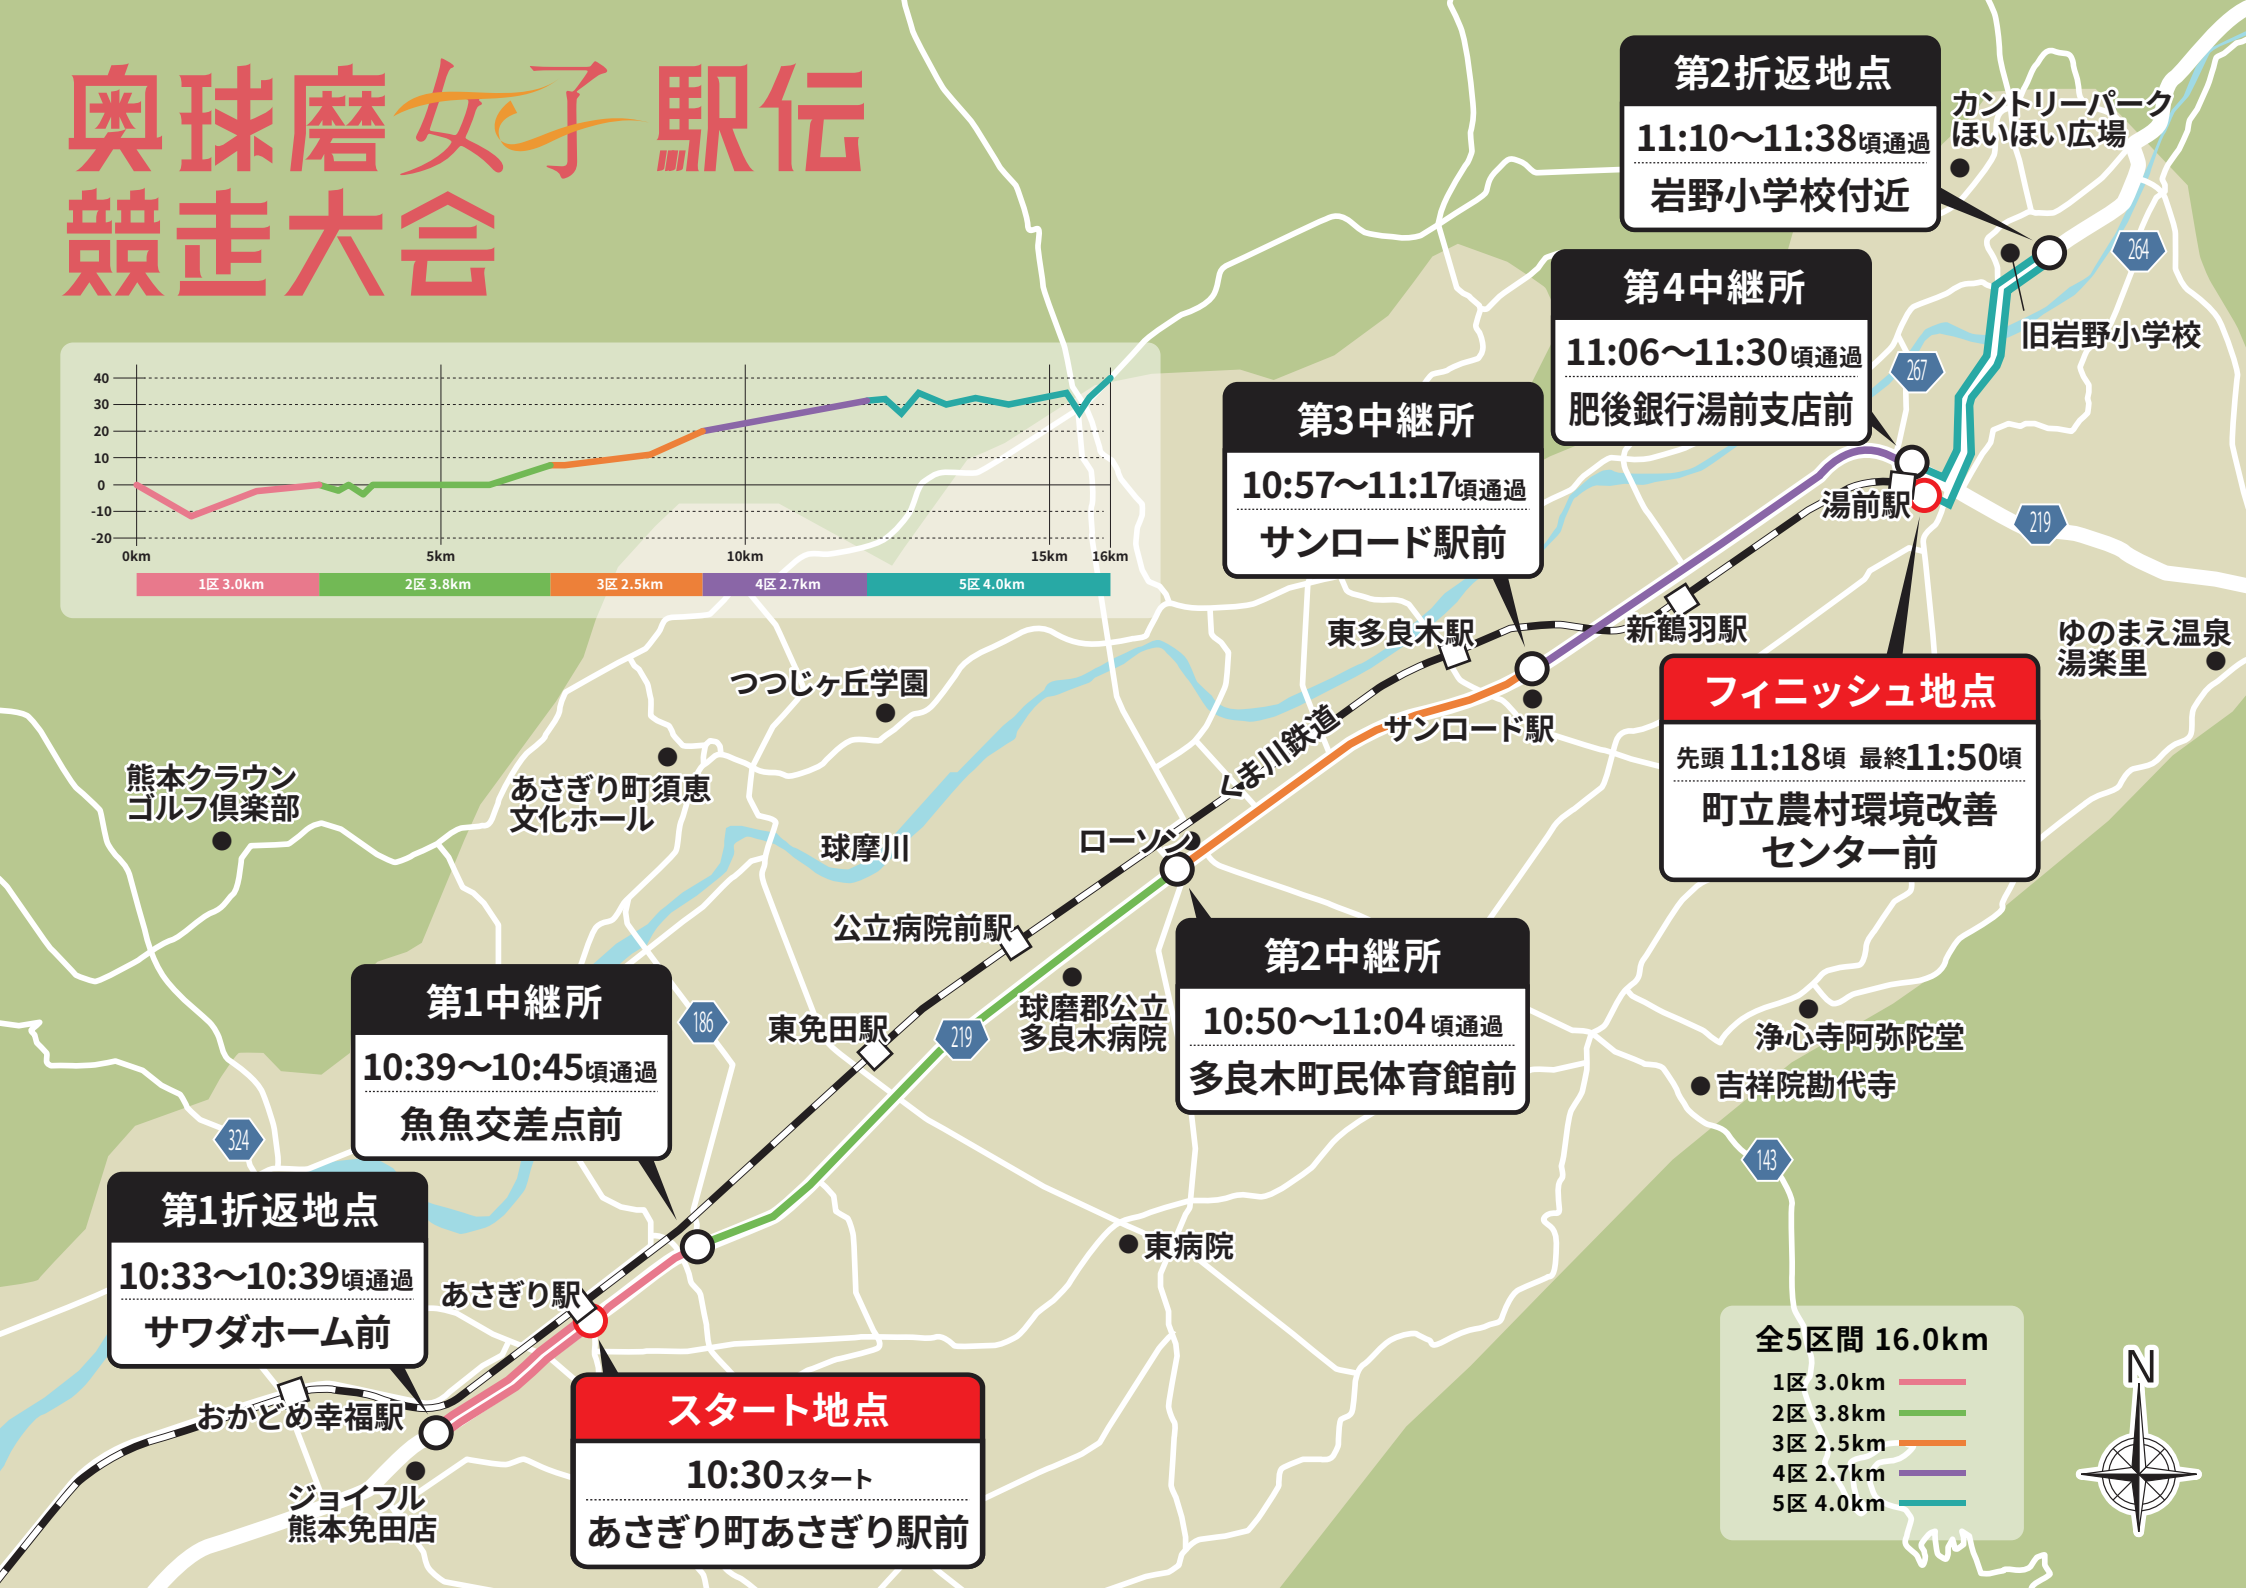 奥球磨女子駅伝
競走大会
40
30
20
10
0
-10
-20
0km
5km
10km
15km
16km
1区 3.0km
2区 3.8km
3区 2.5km
4区 2.7km
5区 4.0km
第2折返地点
11:10〜11:38頃通過
岩野小学校付近
カントリーパーク
ほいほい広場
264
旧岩野小学校
第4中継所
11:06〜11:30頃通過
肥後銀行湯前支店前
267
第3中継所
10:57〜11:17頃通過
サンロード駅前
湯前駅
219
新鶴羽駅
東多良木駅
サンロード駅
ゆのまえ温泉
湯楽里
フィニッシュ地点
先頭 11:18頃 最終11:50頃
町立農村環境改善
センター前
つつじヶ丘学園
くま川鉄道
熊本クラウン
ゴルフ倶楽部
あさぎり町須恵
文化ホール
球摩川
ローソン
公立病院前駅
第2中継所
10:50〜11:04 頃通過
多良木町民体育館前
球磨郡公立
多良木病院
219
東免田駅
186
第1中継所
10:39〜10:45頃通過
魚魚交差点前
浄心寺阿弥陀堂
吉祥院勘代寺
143
324
第1折返地点
10:33〜10:39頃通過
サワダホーム前
東病院
あさぎり駅
おかどめ幸福駅
スタート地点
10:30スタート
あさぎり町あさぎり駅前
ジョイフル
熊本免田店
全5区間 16.0km
1区 3.0km
2区 3.8km
3区 2.5km
4区 2.7km
5区 4.0km
N